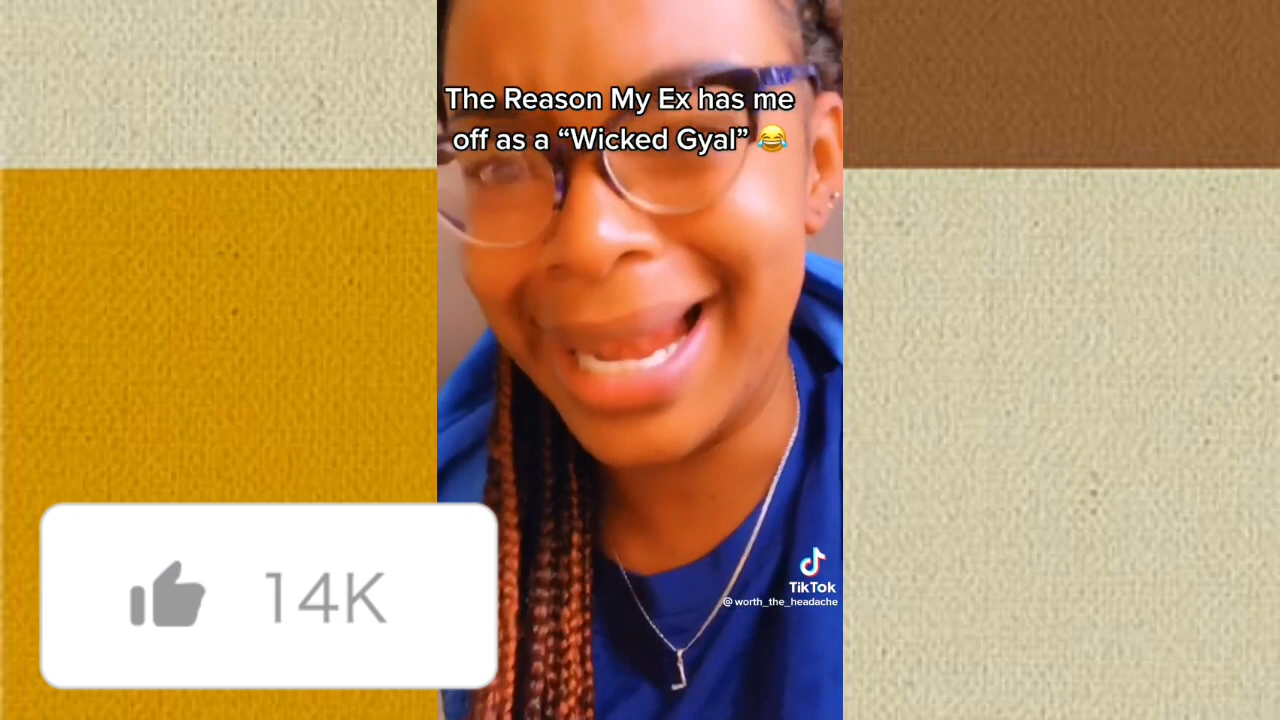 The Reason My Ex has me
off as a “Wicked Gyal” 😂
14K
TikTok
@worth_the_headache